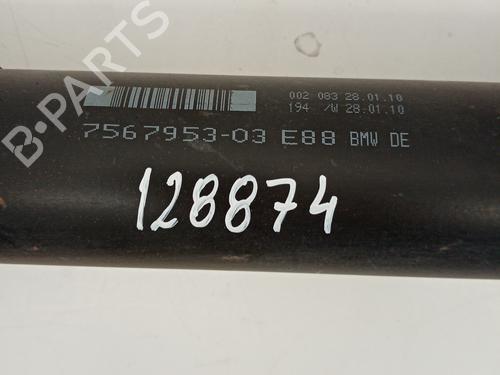 002 083 28.01.10
194 /W 28.01.10
7567953-03 E88 BMW DE
128874
B-PARTS